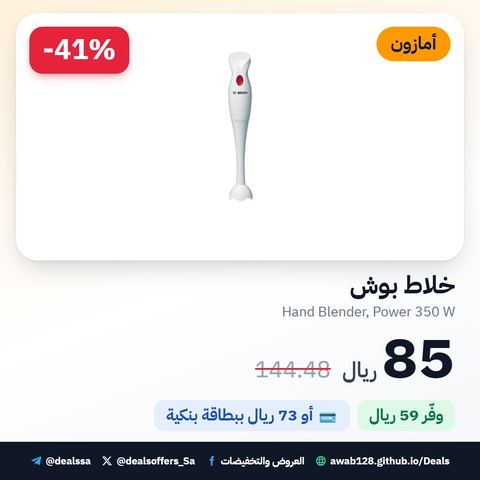 -41%
أمازون
BOSCH
خلاط بوش
Hand Blender, Power 350 W
85 ريال 144.48
وفّر 59 ريال
أو 73 ريال ببطاقة بنكية
@dealssa @dealsoffers_Sa العروض والتخفيضات awab128.github.io/Deals